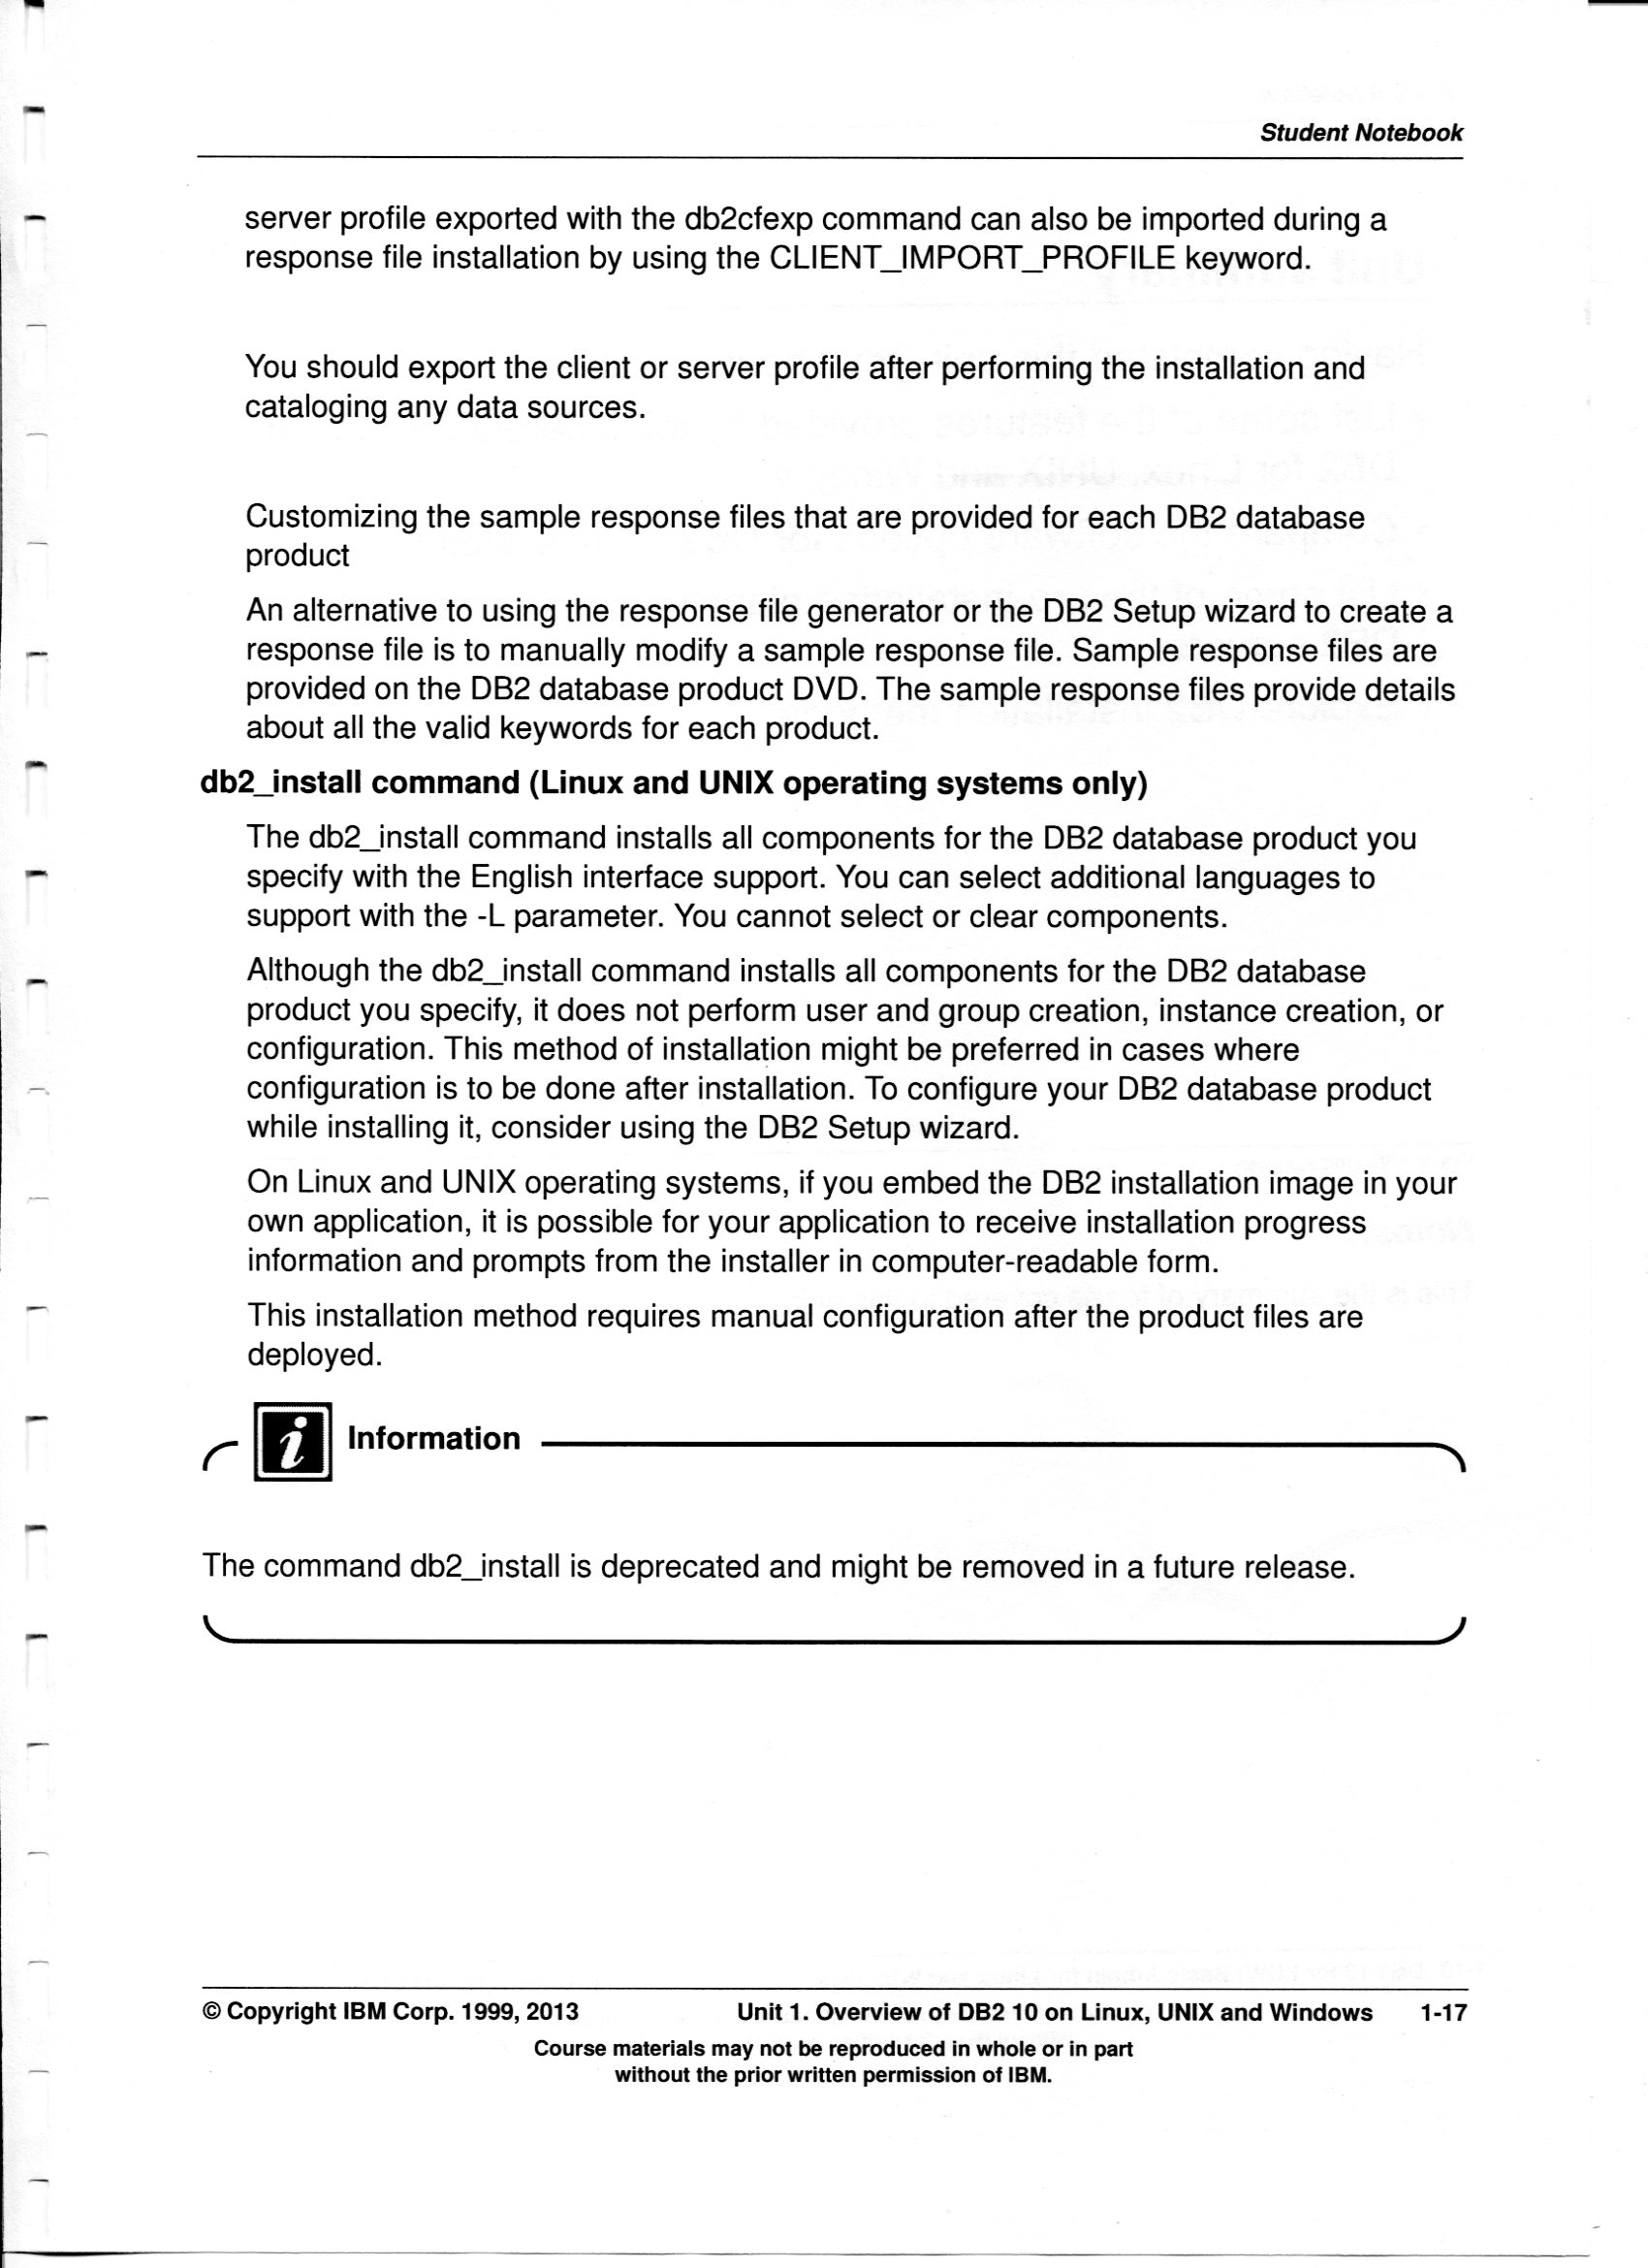 Student Notebook
server profile exported with the db2cfexp command can also be imported during a
response file installation by using the CLIENT_IMPORT_PROFILE keyword.
You should export the client or server profile after performing the installation and
cataloging any data sources.
Customizing the sample response files that are provided for each DB2 database
product
An alternative to using the response file generator or the DB2 Setup wizard to create a
response file is to manually modify a sample response file. Sample response files are
provided on the DB2 database product DVD. The sample response files provide details
about all the valid keywords for each product.
db2_install command (Linux and UNIX operating systems only)
The db2_install command installs all components for the DB2 database product you
specify with the English interface support. You can select additional languages to
support with the -L parameter. You cannot select or clear components.
Although the db2_install command installs all components for the DB2 database
product you specify, it does not perform user and group creation, instance creation, or
configuration. This method of installation might be preferred in cases where
configuration is to be done after installation. To configure your DB2 database product
while installing it, consider using the DB2 Setup wizard.
On Linux and UNIX operating systems, if you embed the DB2 installation image in your
own application, it is possible for your application to receive installation progress
information and prompts from the installer in computer-readable form.
This installation method requires manual configuration after the product files are
deployed.
i Information
The command db2_install is deprecated and might be removed in a future release.
© Copyright IBM Corp. 1999, 2013 Unit 1. Overview of DB2 10 on Linux, UNIX and Windows 1-17
Course materials may not be reproduced in whole or in part
without the prior written permission of IBM.